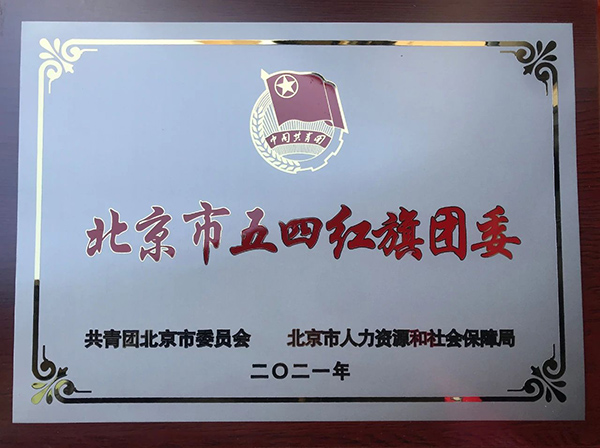 中国共青团
北京市五四红旗团委
共青团北京市委员会 北京市人力资源和社会保障局
二〇二一年